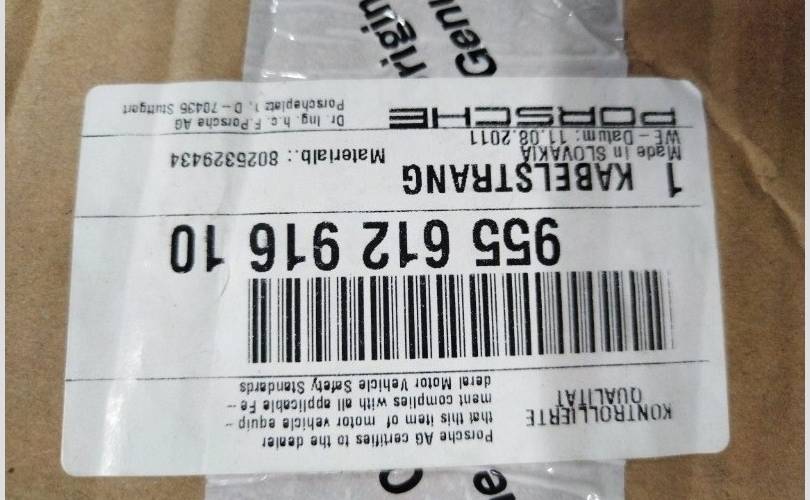 PORSCHE
Dr. Ing. h.c. F. Porsche AG
Porscheplatz 1, D - 70435 Stuttgart
WE-Datum: 11.08.2011
Made in SLOVAKIA
Materialb.: 8025329434
1 KABELSTRANG
955 612 916 10
KONTROLLIERTE
QUALITÄT
Porsche AG certifies to the dealer
that this item of motor vehicle equip -
ment complies with all applicable Fe -
deral Motor Vehicle Safety Standards